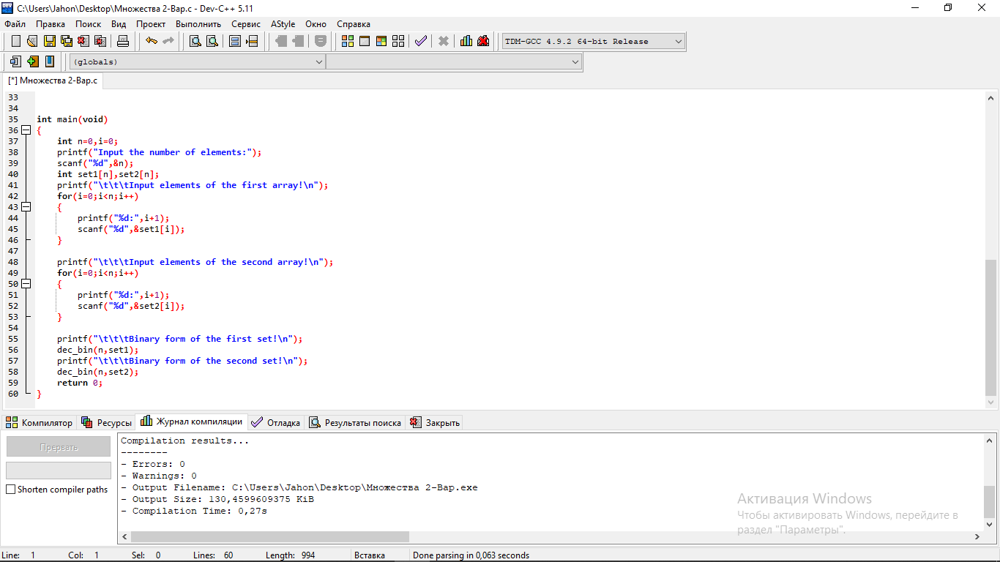 C:\Users\Jahon\Desktop\Множества 2-Вар.c - Dev-C++ 5.11
Файл Правка Поиск Вид Проект Выполнить Сервис AStyle Окно Справка
TDM-GCC 4.9.2 64-bit Release
(globals)
[*] Множества 2-Вар.c
33
34
35 int main(void)
36 {
37 int n=0,i=0;
38 printf("Input the number of elements:");
39 scanf("%d",&n);
40 int set1[n],set2[n];
41 printf("\t\t\tInput elements of the first array!\n");
42 for(i=0;i<n;i++)
43 {
44 printf("%d:",i+1);
45 scanf("%d",&set1[i]);
46 }
47
48 printf("\t\t\tInput elements of the second array!\n");
49 for(i=0;i<n;i++)
50 {
51 printf("%d:",i+1);
52 scanf("%d",&set2[i]);
53 }
54
55 printf("\t\t\tBinary form of the first set!\n");
56 dec_bin(n,set1);
57 printf("\t\t\tBinary form of the second set!\n");
58 dec_bin(n,set2);
59 return 0;
60 }
Компилятор Ресурсы Журнал компиляции Отладка Результаты поиска Закрыть
Прервать
Shorten compiler paths
Compilation results...
--------
- Errors: 0
- Warnings: 0
- Output Filename: C:\Users\Jahon\Desktop\Множества 2-Вар.exe
- Output Size: 130,4599609375 KiB
- Compilation Time: 0,27s
Активация Windows
Чтобы активировать Windows, перейдите в
раздел "Параметры".
Line: 1 Col: 1 Sel: 0 Lines: 60 Length: 994 Вставка Done parsing in 0,063 seconds